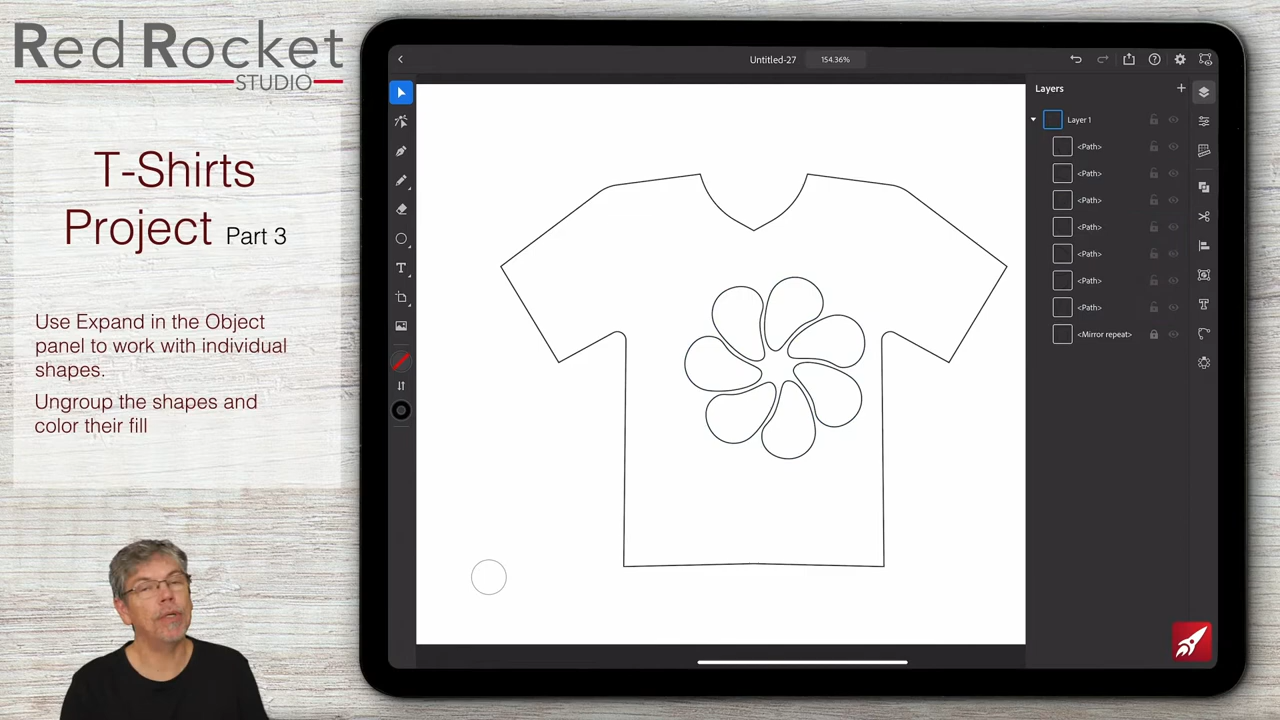 Red Rocket
STUDIO
T-Shirts
Project Part 3
Use Expand in the Object
panel to work with individual
shapes.
Ungroup the shapes and
color their fill
Untitled-27
154.36%
Layers
Layer 1
<Path>
<Path>
<Path>
<Path>
<Path>
<Path>
<Path>
<Mirror repeat>